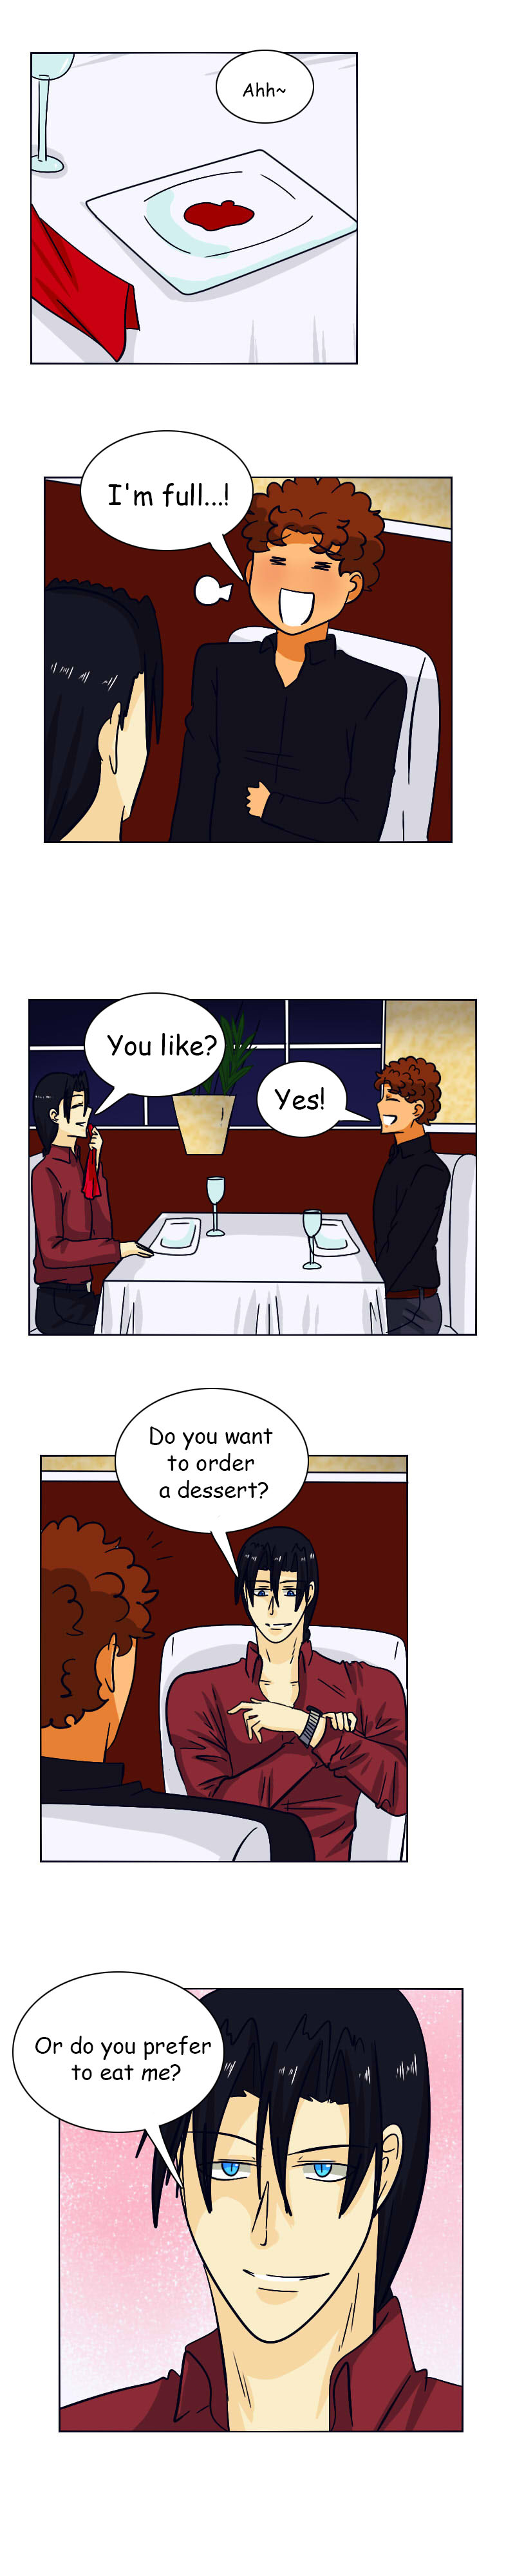 Ahh~
I'm full...!
You like?
Yes!
Do you want
to order
a dessert?
Or do you prefer
to eat me?